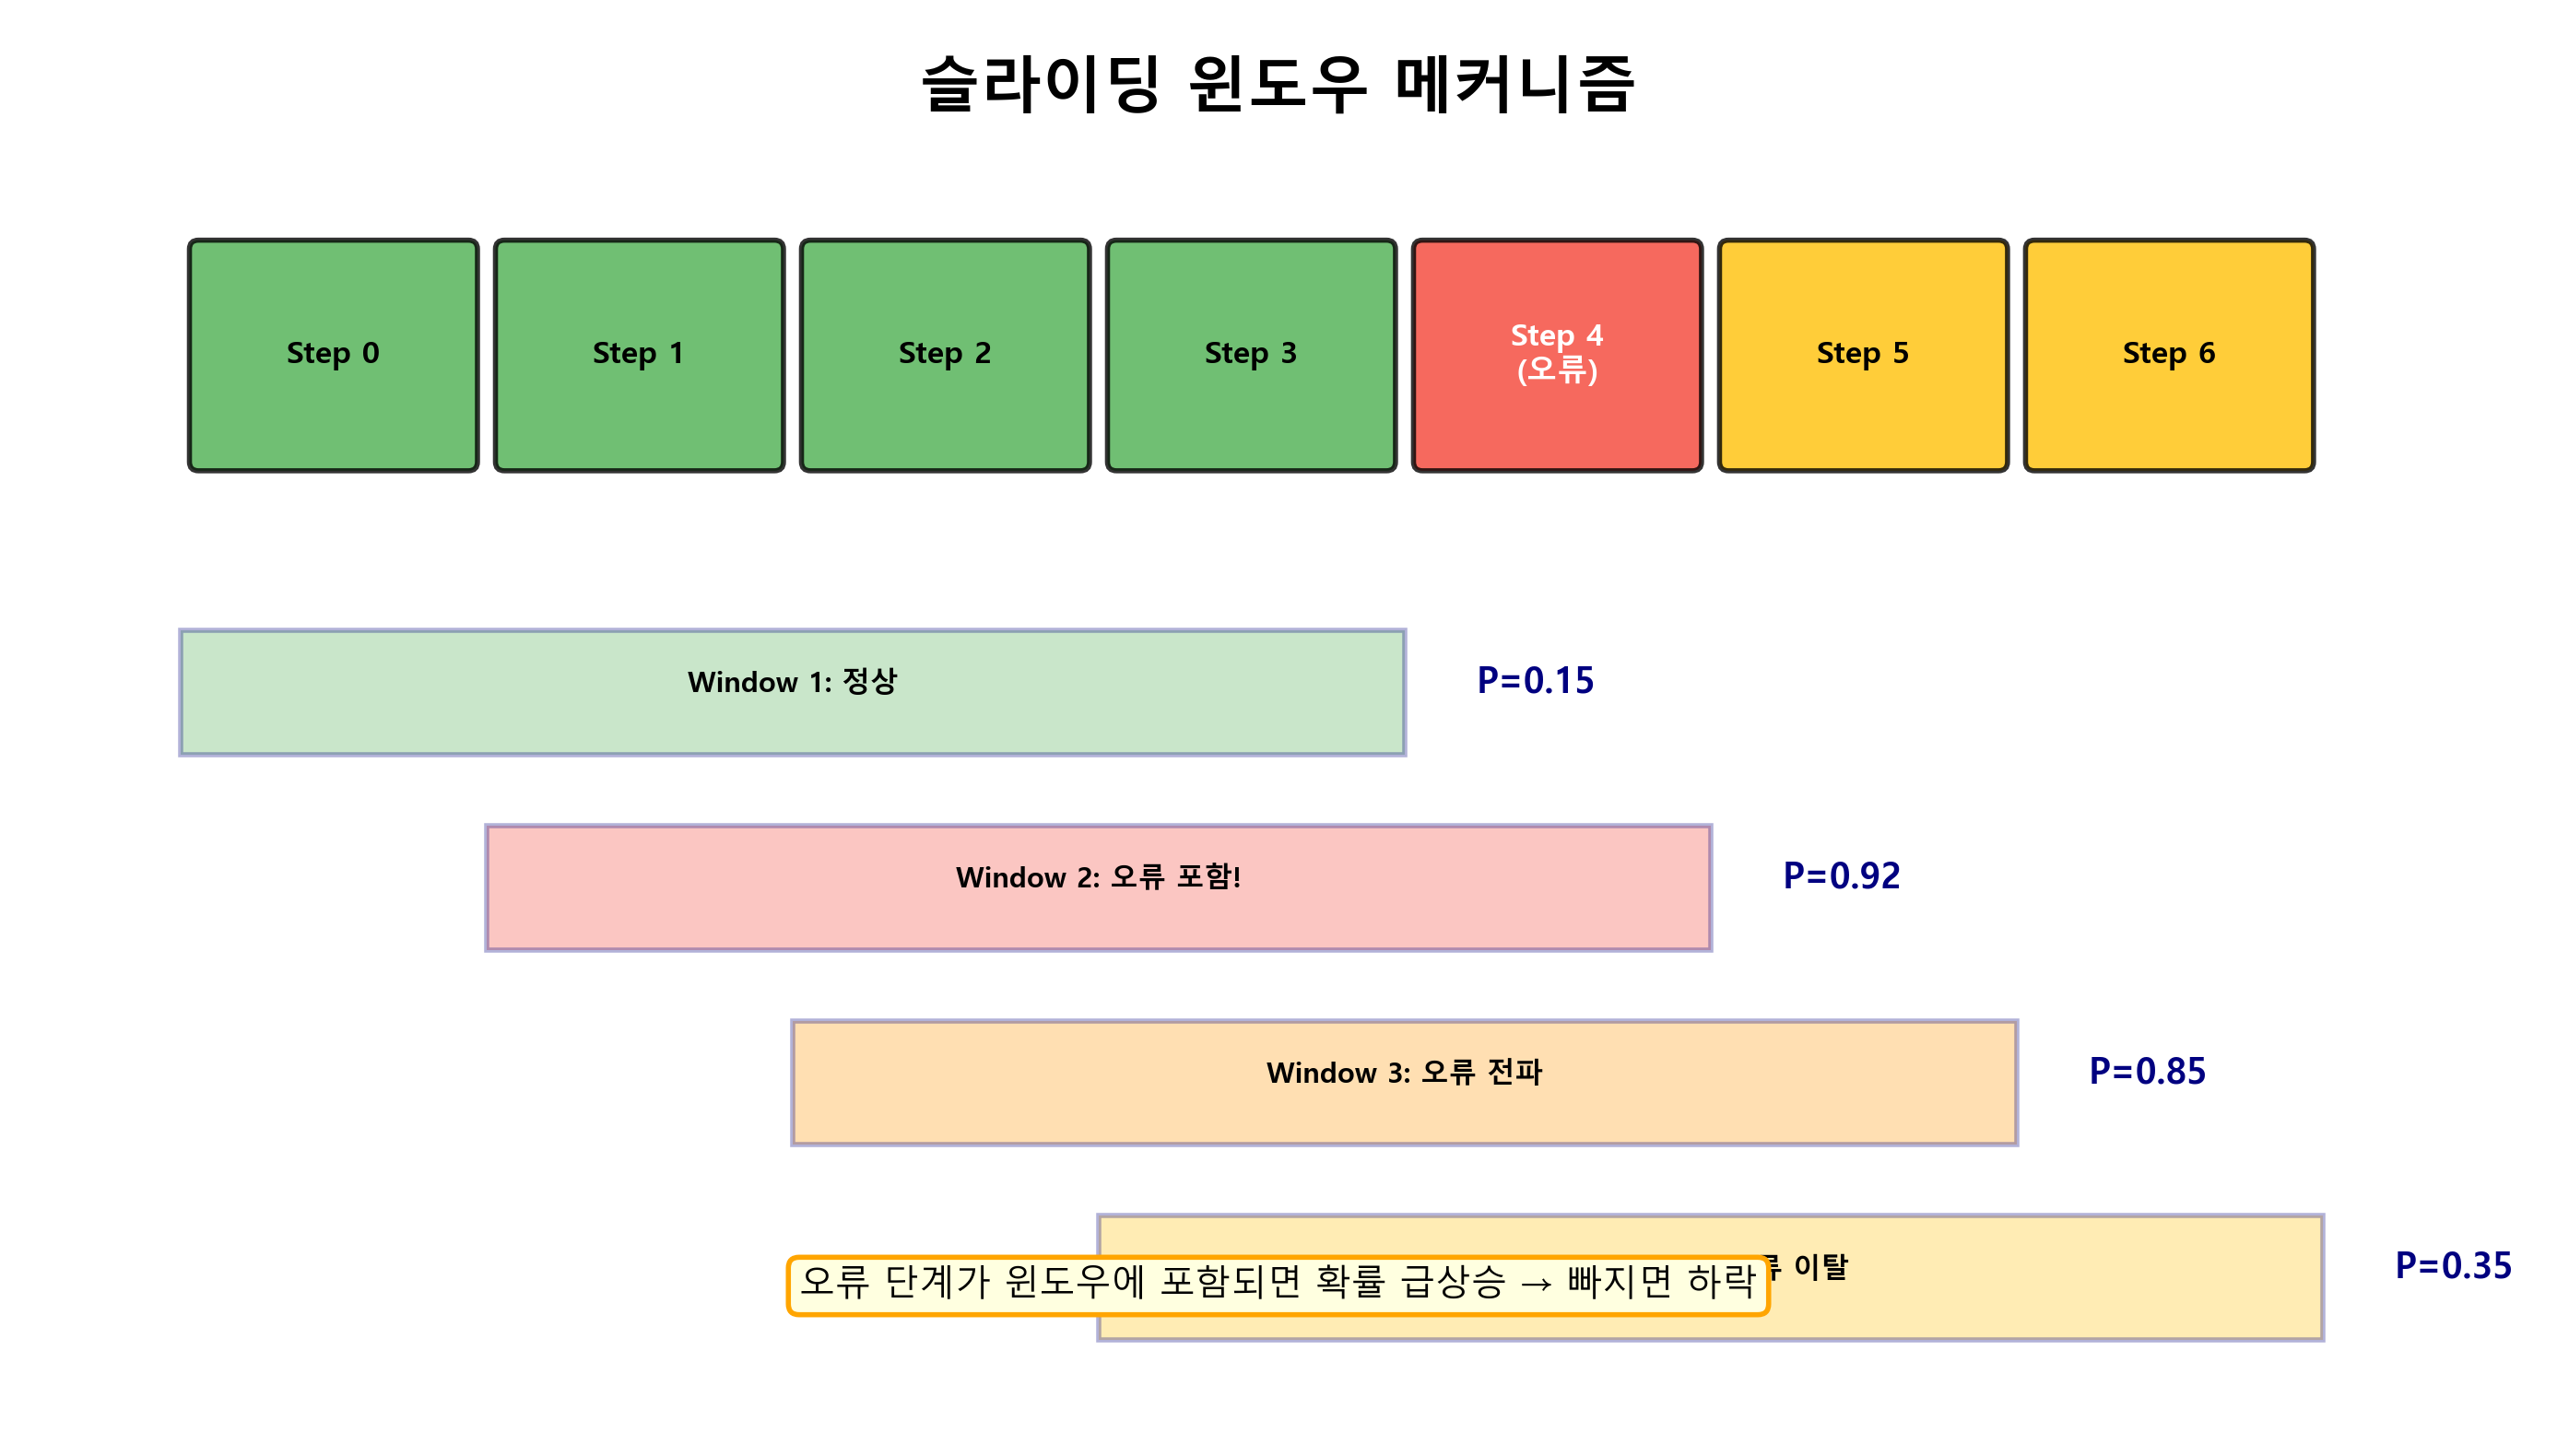 슬라이딩 윈도우 메커니즘
Step 0
Step 1
Step 2
Step 3
Step 4
(오류)
Step 5
Step 6
Window 1: 정상
P=0.15
Window 2: 오류 포함!
P=0.92
Window 3: 오류 전파
P=0.85
이탈
P=0.35
오류 단계가 윈도우에 포함되면 확률 급상승 → 빠지면 하락